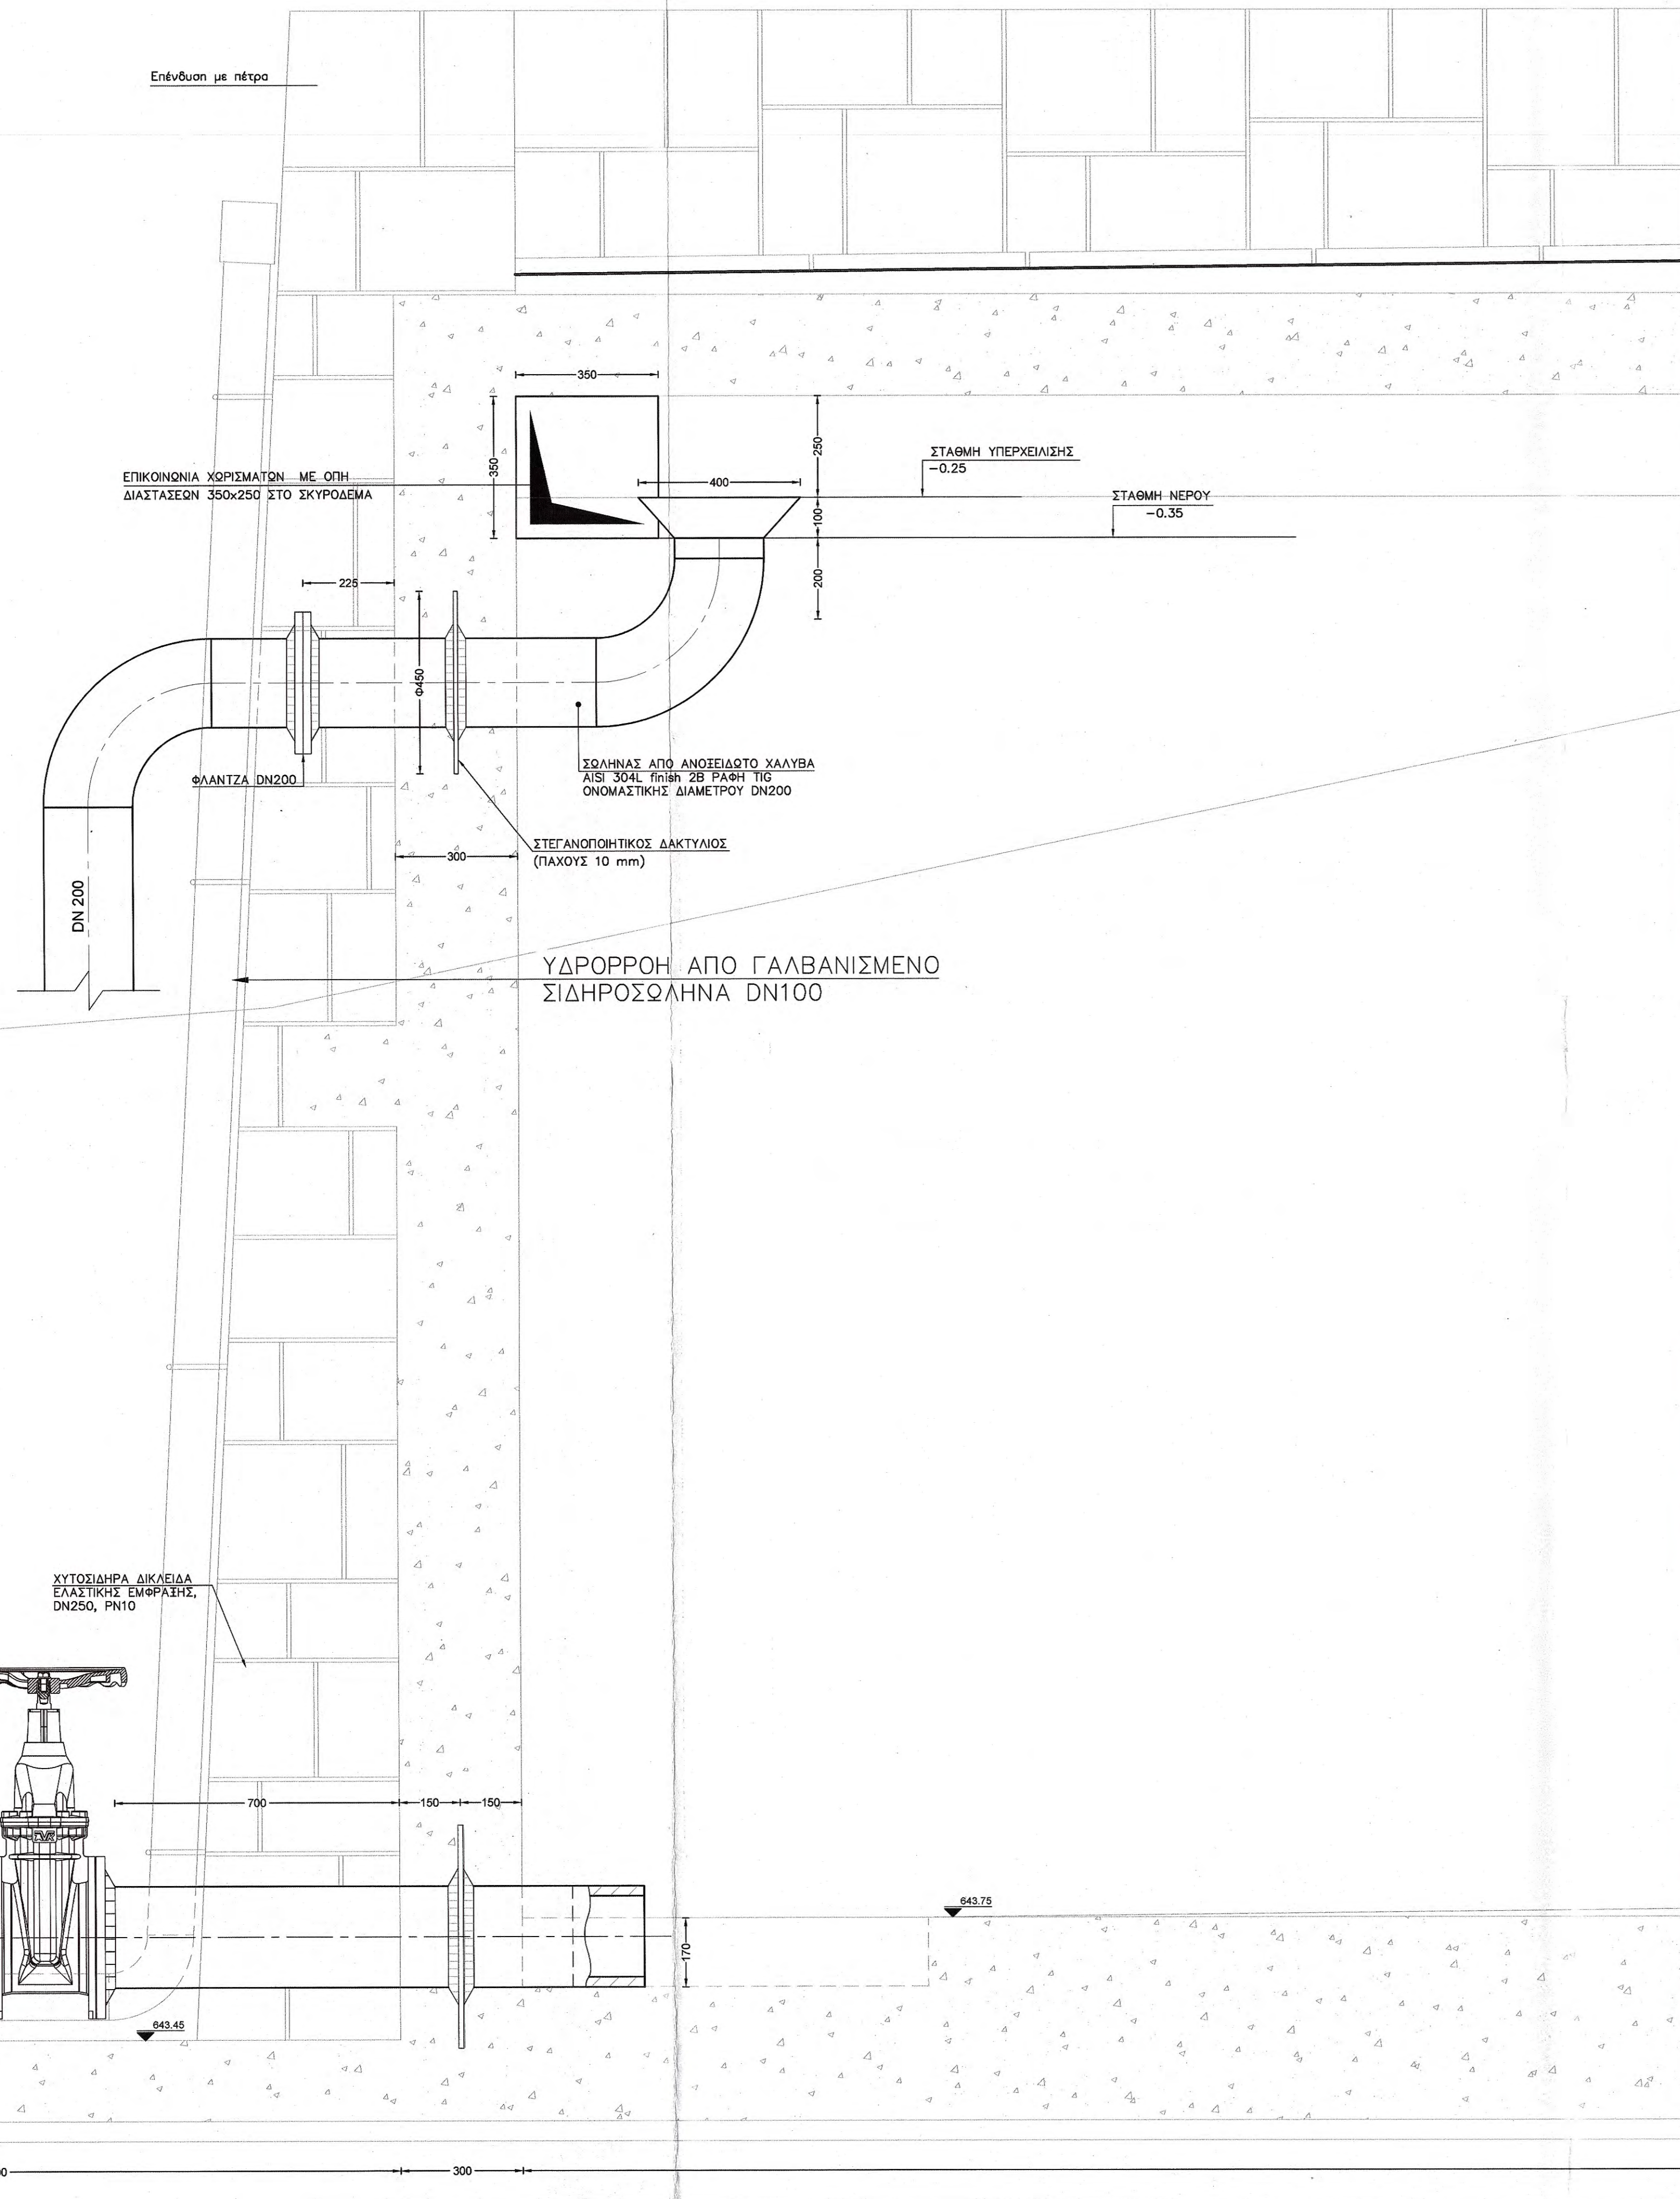 Επένδυση με πέτρα
350
350
250
ΣΤΑΘΜΗ ΥΠΕΡΧΕΙΛΙΣΗΣ
-0.25
ΕΠΙΚΟΙΝΩΝΙΑ ΧΩΡΙΣΜΑΤΩΝ ΜΕ ΟΠΗ
ΔΙΑΣΤΑΣΕΩΝ 350x250 ΣΤΟ ΣΚΥΡΟΔΕΜΑ
400
ΣΤΑΘΜΗ ΝΕΡΟΥ
-0.35
100
200
225
Φ450
ΦΛΑΝΤΖΑ DN200
ΣΩΛΗΝΑΣ ΑΠΟ ΑΝΟΞΕΙΔΩΤΟ ΧΑΛΥΒΑ
AISI 304L finish 2B ΡΑΦΗ TIG
ΟΝΟΜΑΣΤΙΚΗΣ ΔΙΑΜΕΤΡΟΥ DN200
ΣΤΕΓΑΝΟΠΟΙΗΤΙΚΟΣ ΔΑΚΤΥΛΙΟΣ
(ΠΑΧΟΥΣ 10 mm)
300
DN 200
ΥΔΡΟΡΡΟΗ ΑΠΟ ΓΑΛΒΑΝΙΣΜΕΝΟ
ΣΙΔΗΡΟΣΩΛΗΝΑ DN100
ΧΥΤΟΣΙΔΗΡΑ ΔΙΚΛΕΙΔΑ
ΕΛΑΣΤΙΚΗΣ ΕΜΦΡΑΞΗΣ,
DN250, PN10
700
150
150
AVK
643.75
170
643.45
300